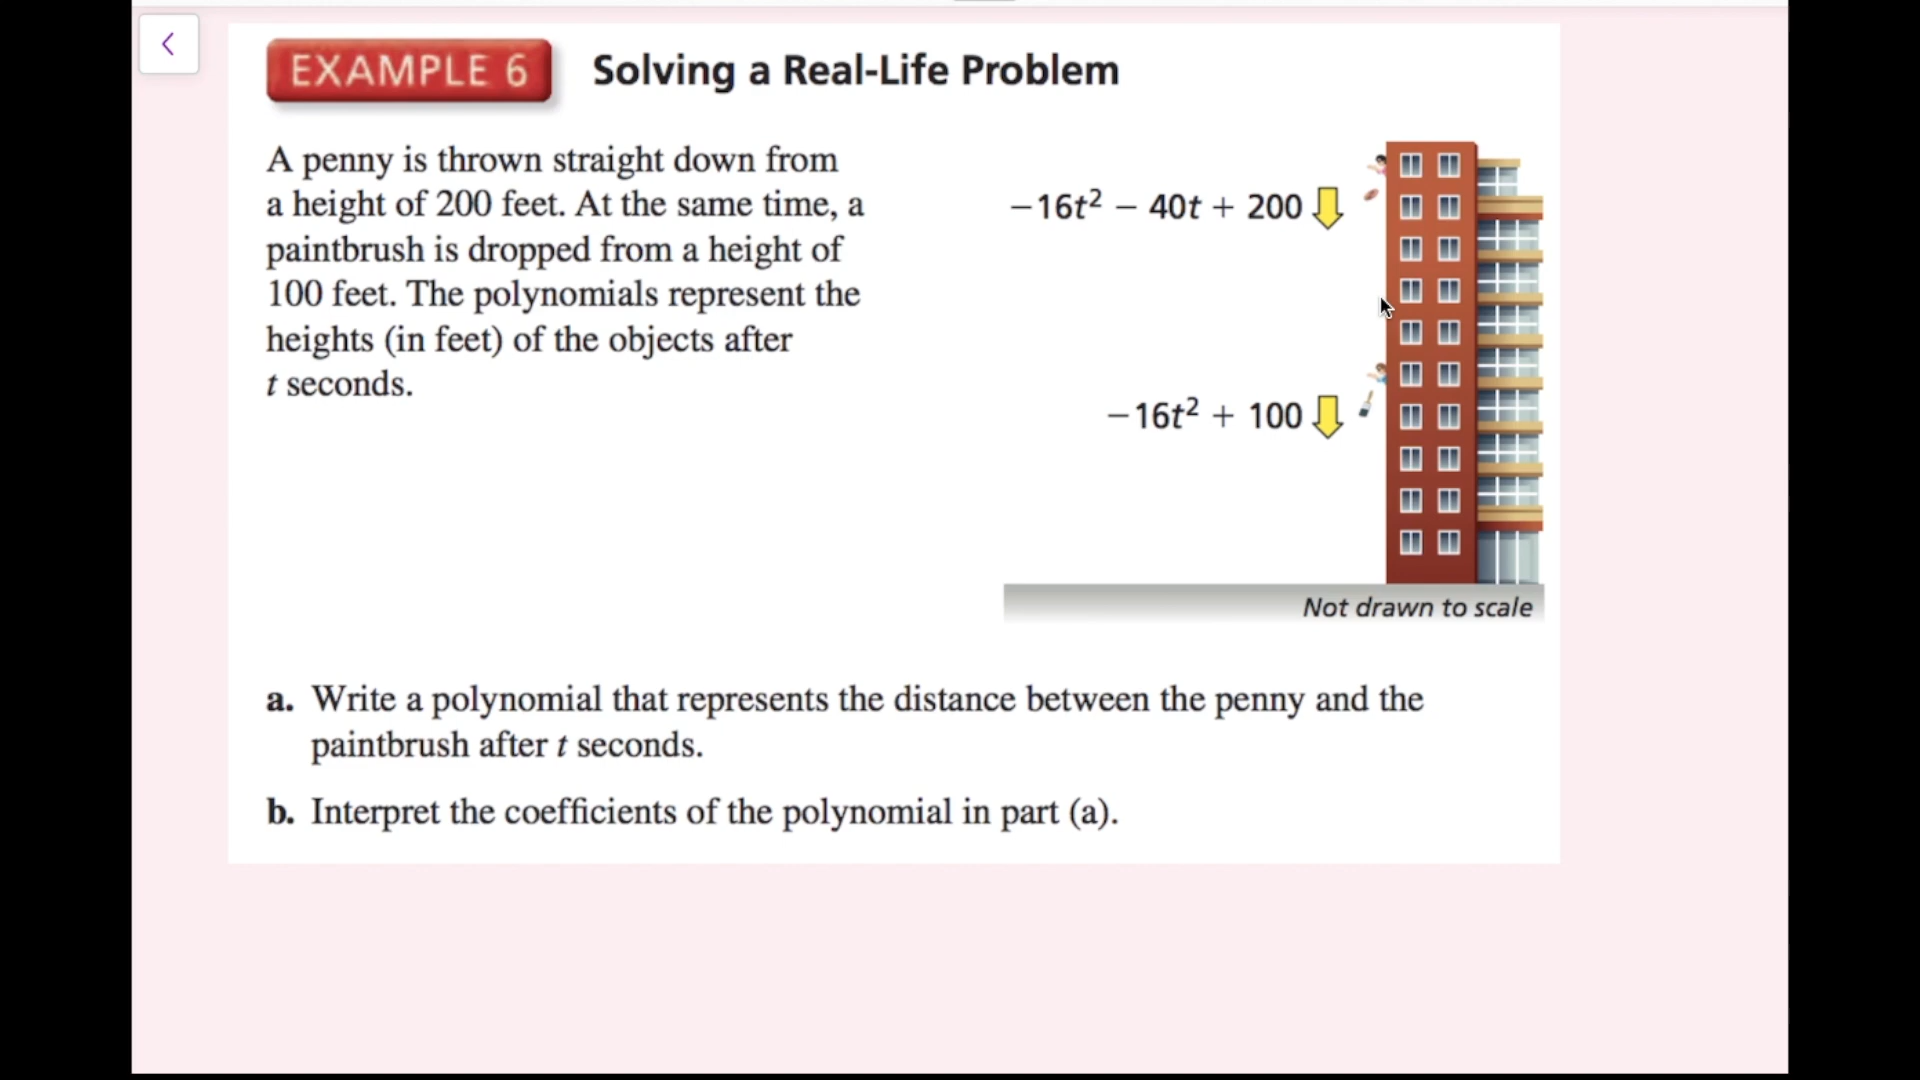 EXAMPLE 6 Solving a Real-Life Problem
A penny is thrown straight down from
a height of 200 feet. At the same time, a
paintbrush is dropped from a height of
100 feet. The polynomials represent the
heights (in feet) of the objects after
t seconds.
−16t² − 40t + 200
−16t² + 100
Not drawn to scale
a. Write a polynomial that represents the distance between the penny and the
paintbrush after t seconds.
b. Interpret the coefficients of the polynomial in part (a).